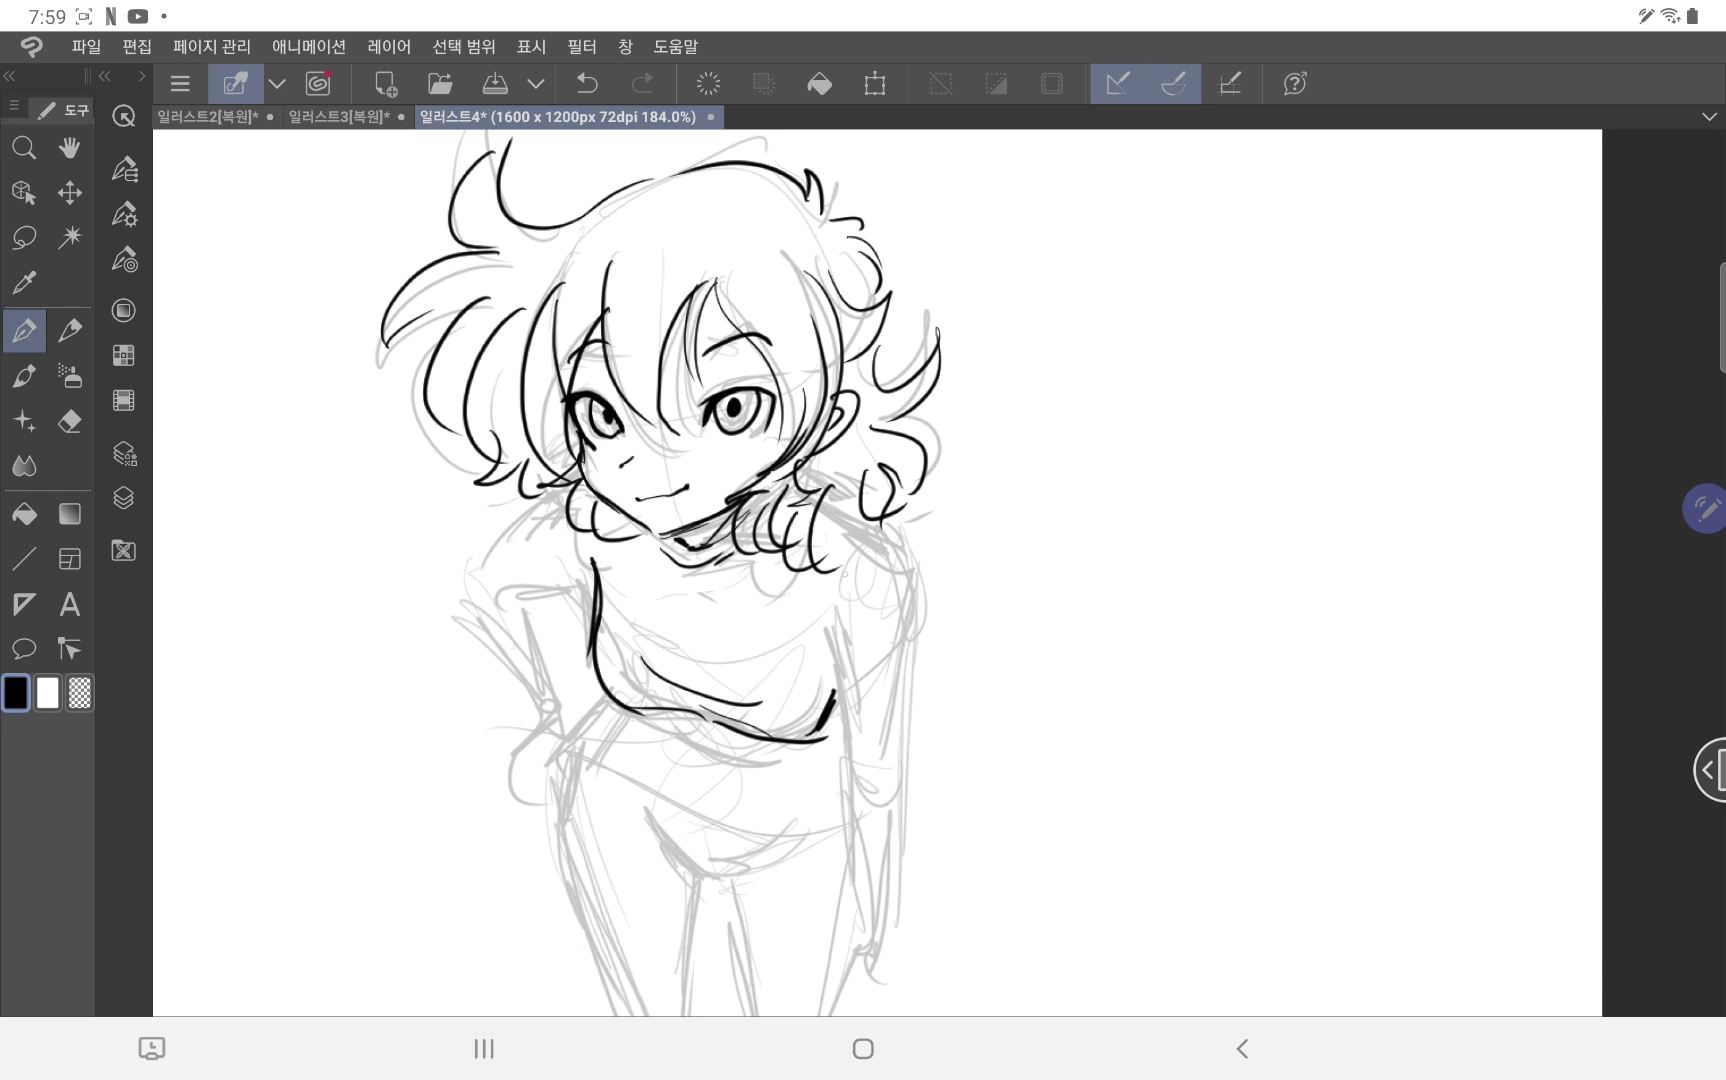 7:59
파일 편집 페이지 관리 애니메이션 레이어 선택 범위 표시 필터 창 도움말
도구
일러스트2[복원]* 일러스트3[복원]* 일러스트4* (1600 x 1200px 72dpi 184.0%)